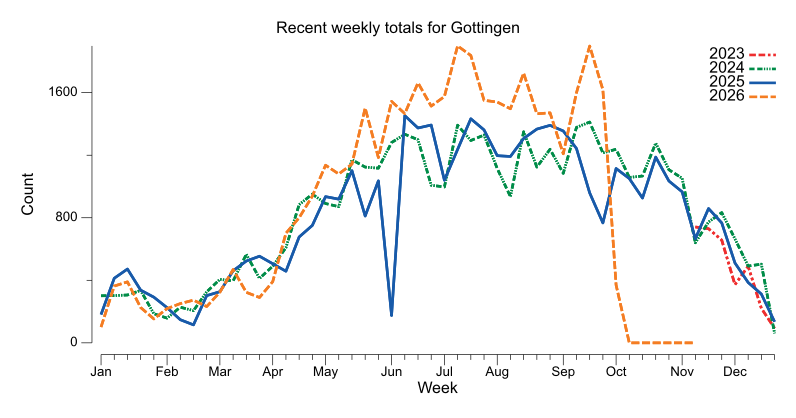 Recent weekly totals for Gottingen
2023
2024
2025
2026
1600
800
0
Count
Jan Feb Mar Apr May Jun Jul Aug Sep Oct Nov Dec
Week